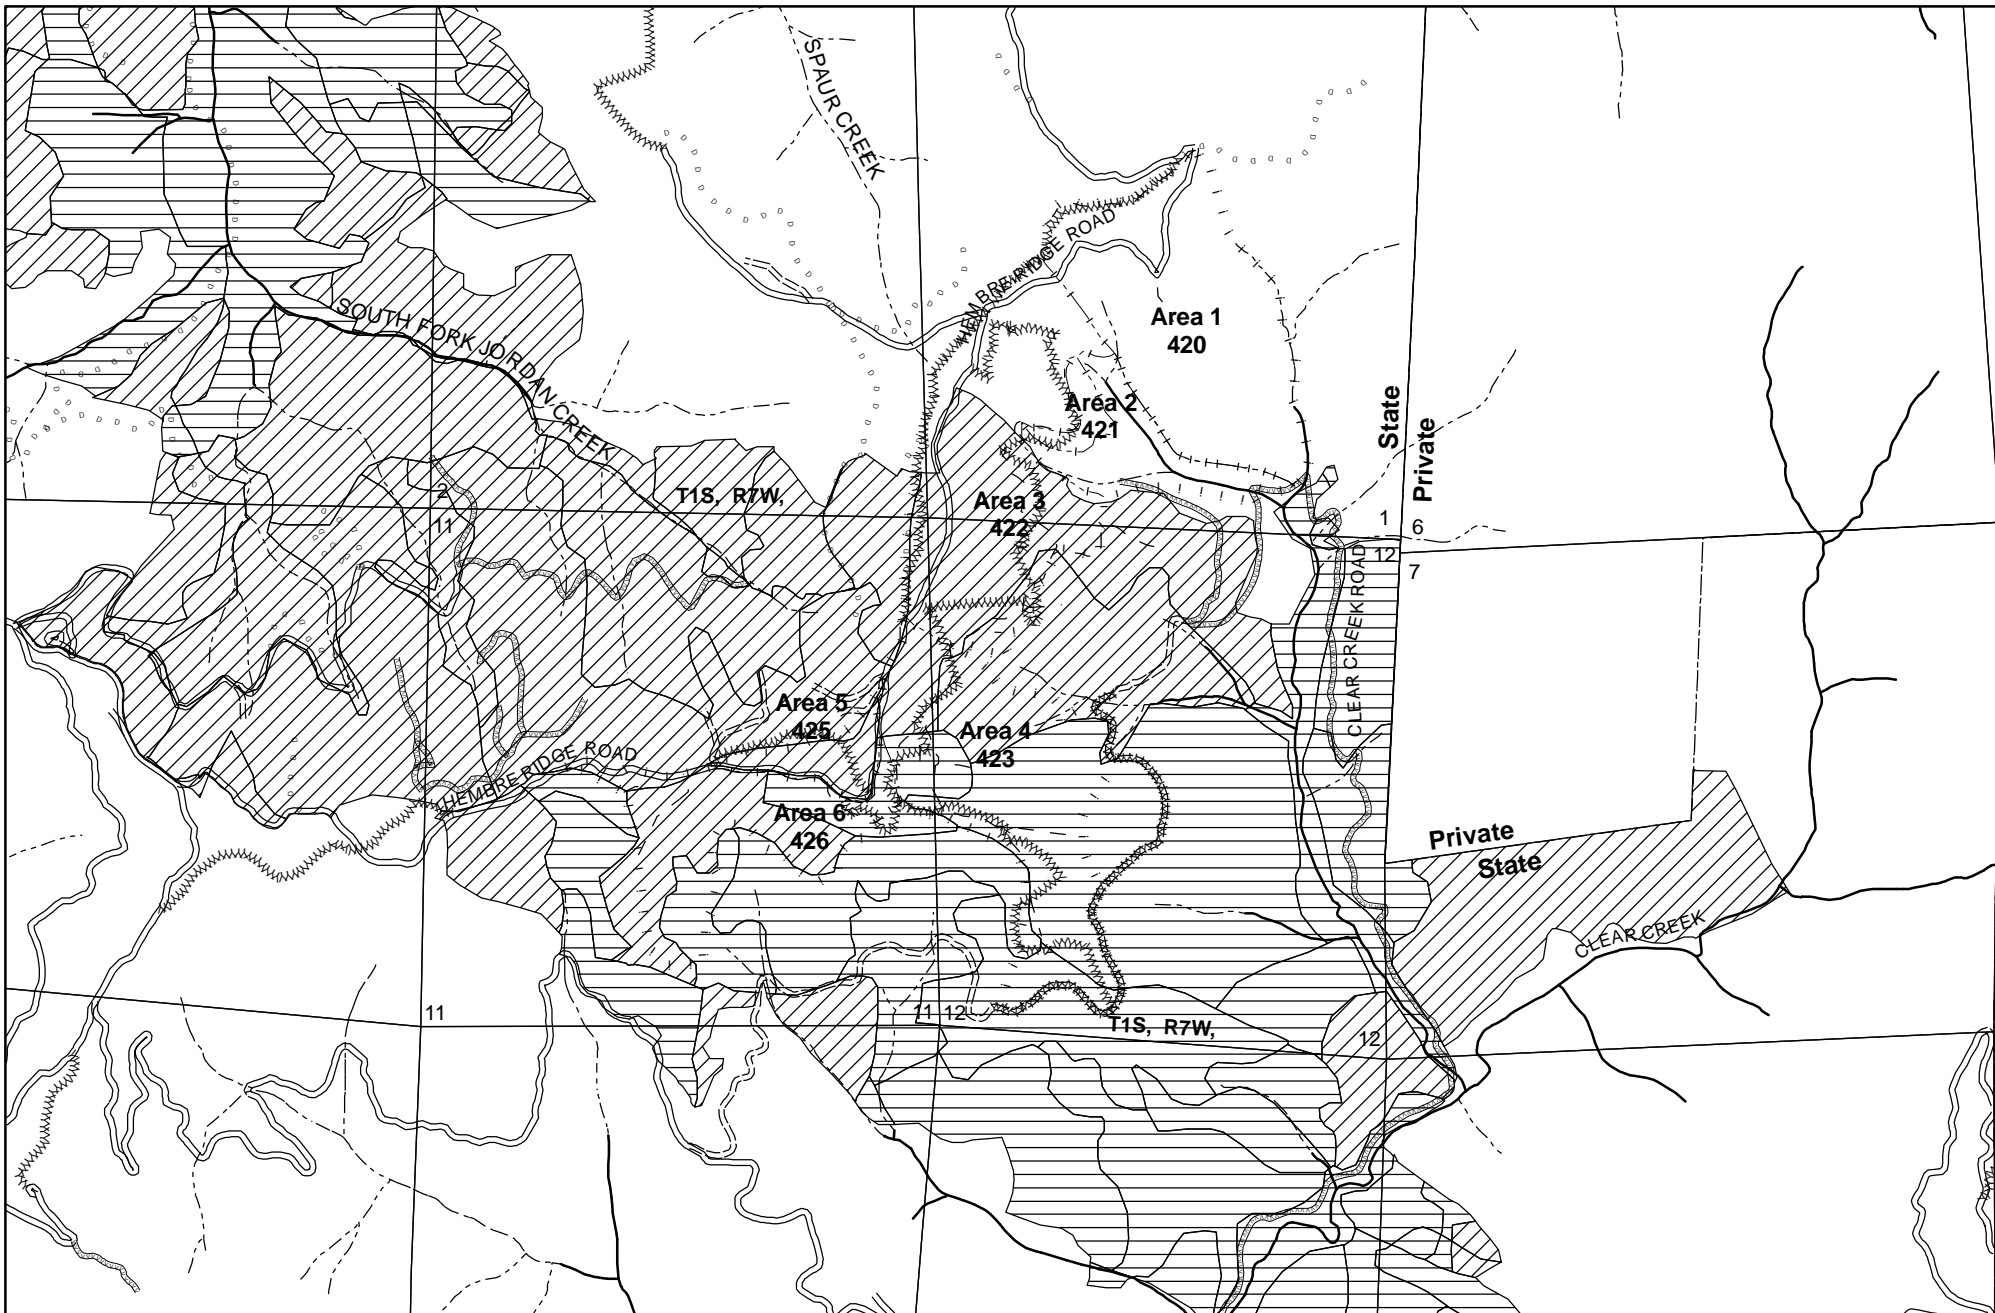 SPAUR CREEK
HEMBRE RIDGE ROAD
SOUTH FORK JORDAN CREEK
Area 1
420
Area 2
421
State
Private
T1S, R7W,
Area 3
422
2
11
1
6
12
7
CLEAR CREEK ROAD
Area 5
425
Area 4
423
HEMBRE RIDGE ROAD
Area 6
426
Private
State
CLEAR CREEK
11
11
12
T1S, R7W,
12